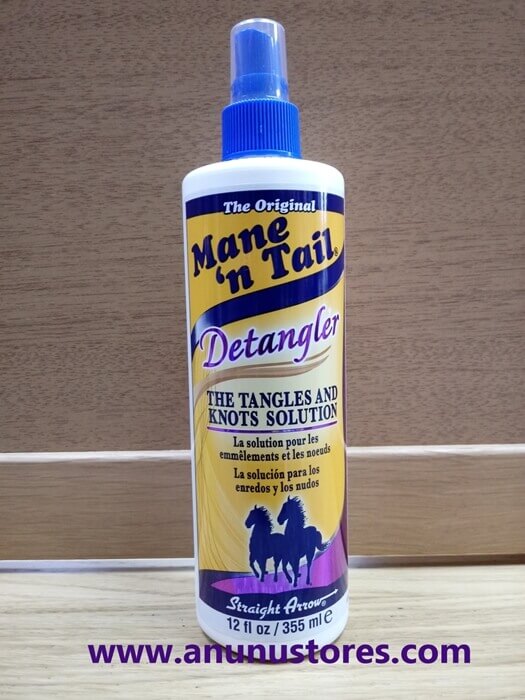 The Original
Mane
'n Tail®
Detangler
THE TANGLES AND
KNOTS SOLUTION
La solution pour les
emmêlements et les noeuds
La solución para los
enredos y los nudos
Straight Arrow®
12 fl oz / 355 ml e
www.anunustores.com